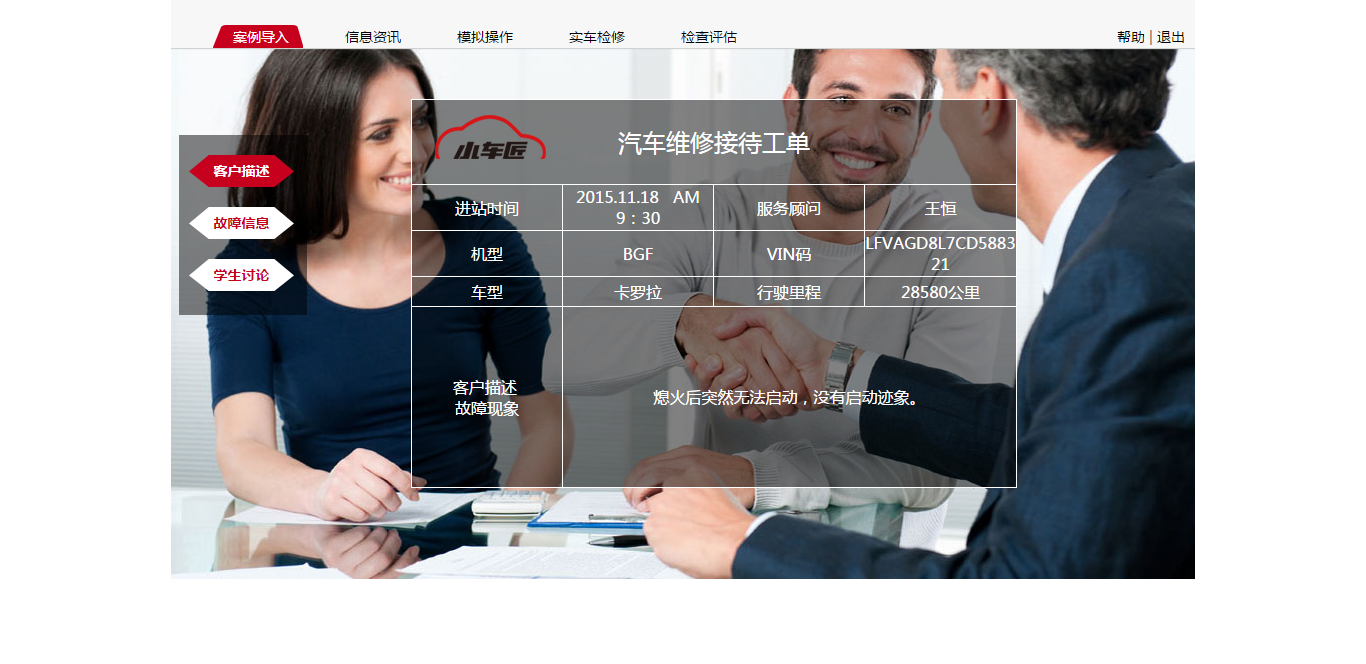 案例导入 信息资讯 模拟操作 实车检修 检查评估 帮助 | 退出
客户描述
故障信息
学生讨论
小车匠
汽车维修接待工单
进站时间 2015.11.18 AM 9：30 服务顾问 王恒
机型 BGF VIN码 LFVAGD8L7CD5883
21
车型 卡罗拉 行驶里程 28580公里
客户描述
故障现象
熄火后突然无法启动，没有启动迹象。